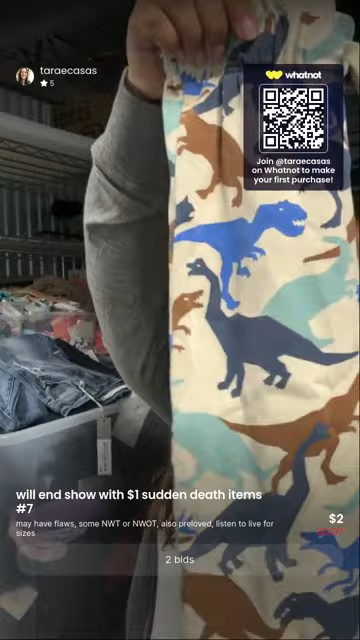 taraecasas
★ 5
whatnot
Join @taraecasas
on Whatnot to make
your first purchase!
will end show with $1 sudden death items
#7
$2
may have flaws, some NWT or NWOT, also preloved, listen to live for
sizes
2 bids